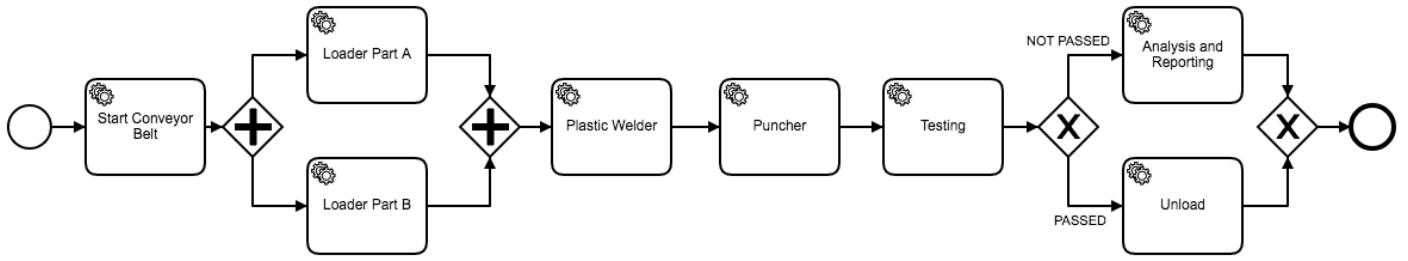 Start Conveyor
Belt
Loader Part A
Loader Part B
Plastic Welder
Puncher
Testing
NOT PASSED
PASSED
Analysis and
Reporting
Unload